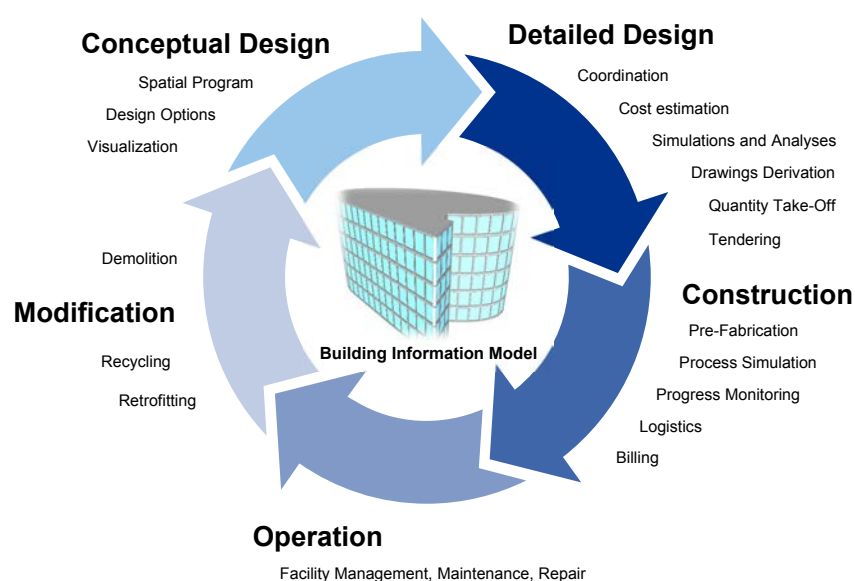 Conceptual Design
Spatial Program
Design Options
Visualization
Detailed Design
Coordination
Cost estimation
Simulations and Analyses
Drawings Derivation
Quantity Take-Off
Tendering
Construction
Pre-Fabrication
Process Simulation
Progress Monitoring
Logistics
Billing
Operation
Facility Management, Maintenance, Repair
Demolition
Modification
Recycling
Retrofitting
Building Information Model